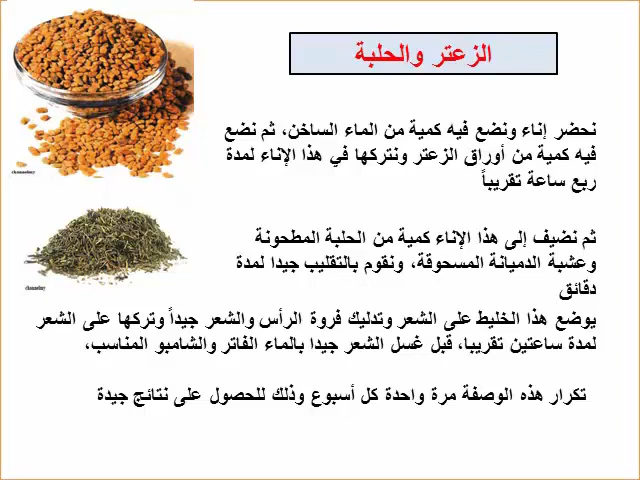 الزعتر والحلبة
نحضر إناء ونضع فيه كمية من الماء الساخن، ثم نضع
فيه كمية من أوراق الزعتر ونتركها في هذا الإناء لمدة
ربع ساعة تقريباً
ثم نضيف إلى هذا الإناء كمية من الحلبة المطحونة
وعشبة الدميانة المسحوقة، ونقوم بالتقليب جيدا لمدة
دقائق
يوضع هذا الخليط على الشعر وتدليك فروة الرأس والشعر جيداً وتركها على الشعر
لمدة ساعتين تقريبا، قبل غسل الشعر جيدا بالماء الفاتر والشامبو المناسب،
تكرار هذه الوصفة مرة واحدة كل أسبوع وذلك للحصول على نتائج جيدة